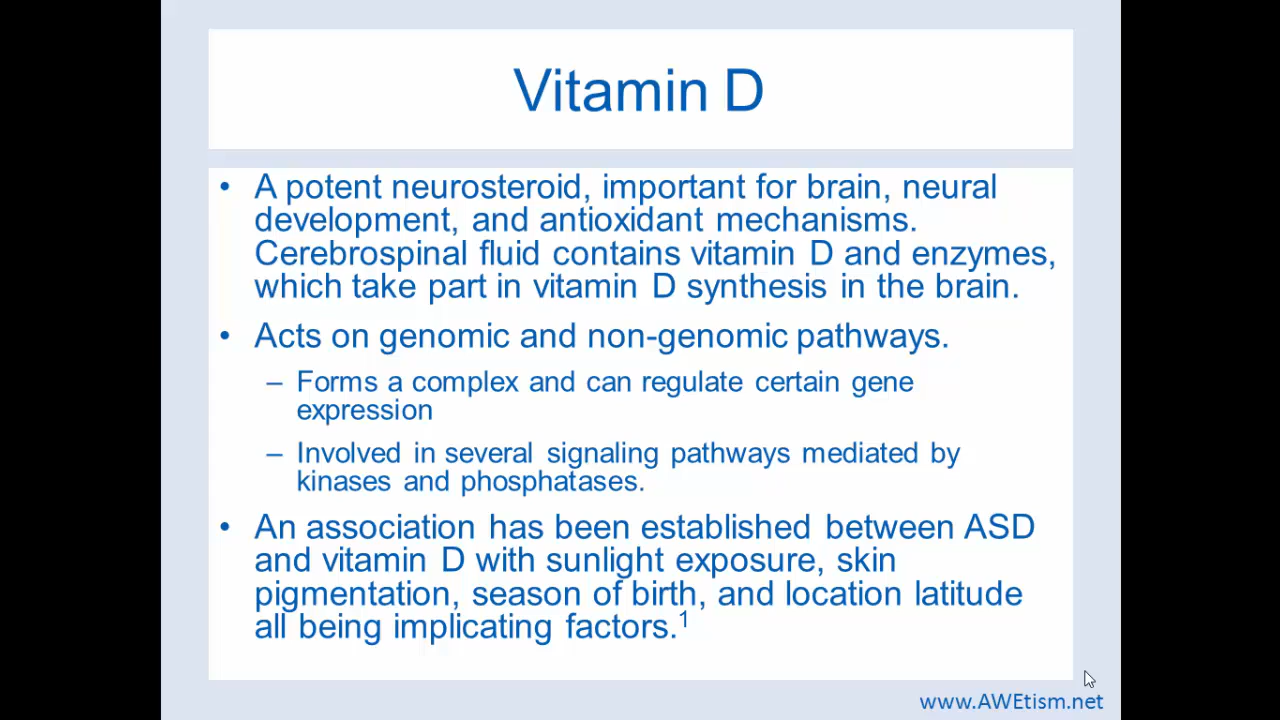 Vitamin D
• A potent neurosteroid, important for brain, neural
development, and antioxidant mechanisms.
Cerebrospinal fluid contains vitamin D and enzymes,
which take part in vitamin D synthesis in the brain.
• Acts on genomic and non-genomic pathways.
– Forms a complex and can regulate certain gene
expression
– Involved in several signaling pathways mediated by
kinases and phosphatases.
• An association has been established between ASD
and vitamin D with sunlight exposure, skin
pigmentation, season of birth, and location latitude
all being implicating factors.¹
www.AWEtism.net